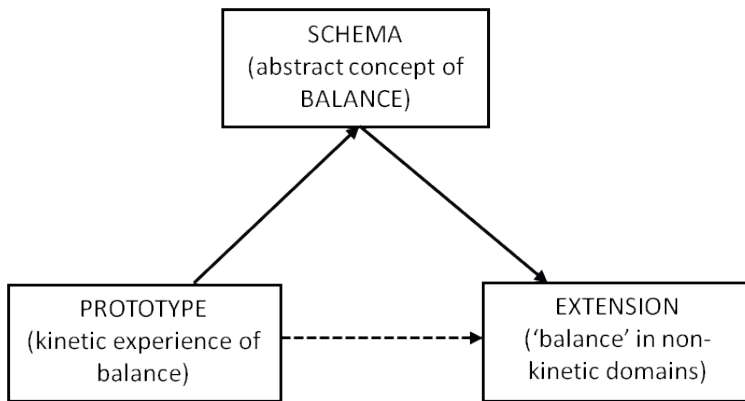 SCHEMA
(abstract concept of
BALANCE)
PROTOTYPE
(kinetic experience of
balance)
EXTENSION
(‘balance’ in non-
kinetic domains)